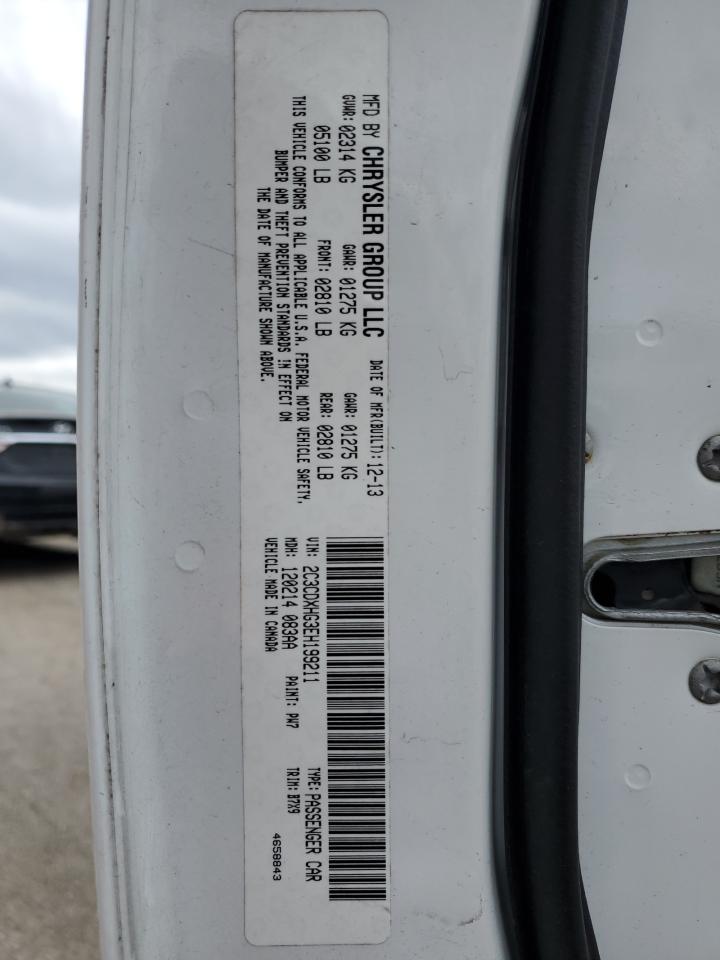 MFD BY CHRYSLER GROUP LLC DATE OF MFR(BUILT): 12-13
GVWR: 02314 KG GAWR: 01275 KG GAWR: 01275 KG
05100 LB FRONT: 02810 LB REAR: 02810 LB
THIS VEHICLE CONFORMS TO ALL APPLICABLE U.S.A. FEDERAL MOTOR VEHICLE SAFETY,
BUMPER AND THEFT PREVENTION STANDARDS IN EFFECT ON
THE DATE OF MANUFACTURE SHOWN ABOVE.
VIN: 2C3CDXHG3EH199211 TYPE: PASSENGER CAR
MDH: 120214 083AA PAINT: PW7 TRIM: B7X9
VEHICLE MADE IN CANADA 4658843